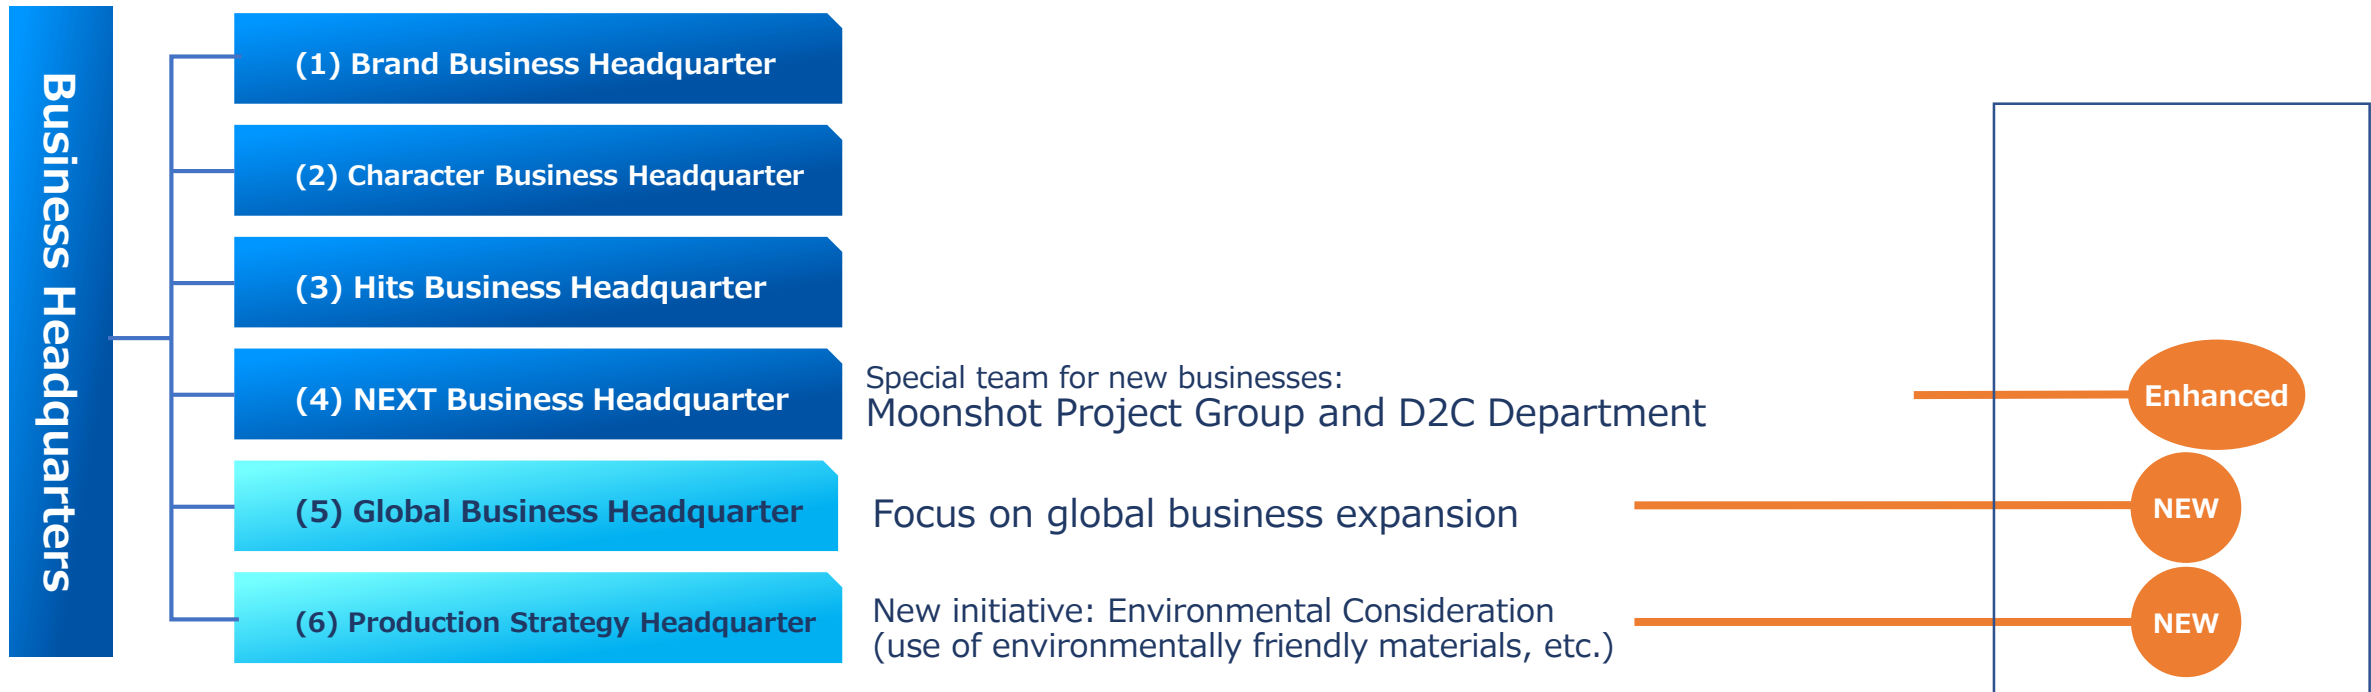 Business Headquarters
(1) Brand Business Headquarter
(2) Character Business Headquarter
(3) Hits Business Headquarter
(4) NEXT Business Headquarter
Special team for new businesses:
Moonshot Project Group and D2C Department
Enhanced
(5) Global Business Headquarter
Focus on global business expansion
NEW
(6) Production Strategy Headquarter
New initiative: Environmental Consideration
(use of environmentally friendly materials, etc.)
NEW